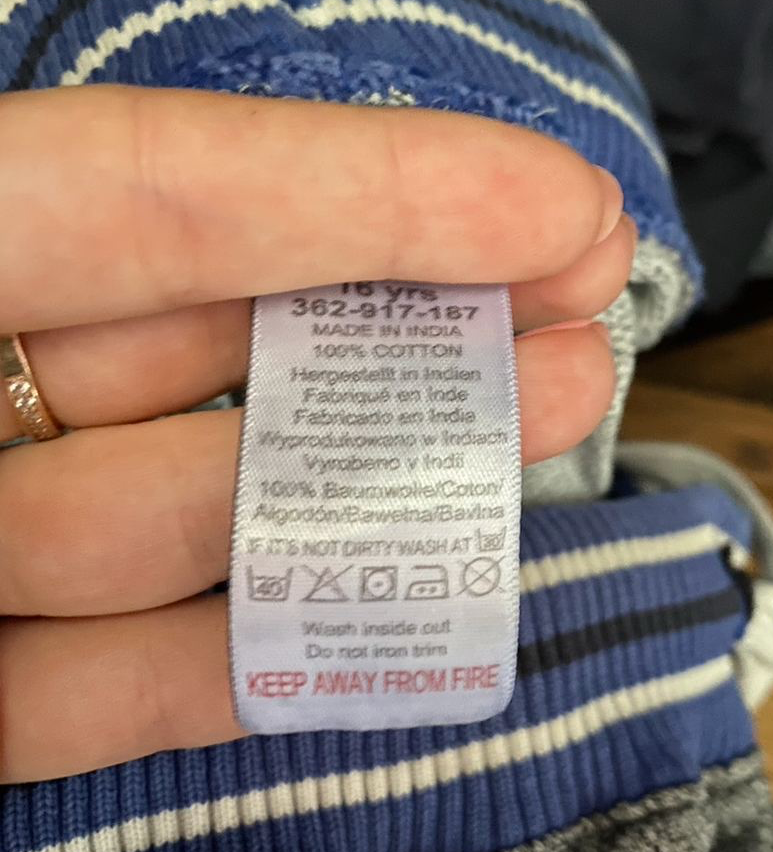 16 yrs
362-917-187
MADE IN INDIA
100% COTTON
Hergestellt in Indien
Fabriqué en Inde
Fabricado en India
Wyprodukowano w Indiach
Vyrobeno v Indii
100% Baumwolle/Coton/
Algodón/Bawełna/Bavlna
IF IT'S NOT DIRTY WASH AT 30
40
Wash inside out
Do not iron trim
KEEP AWAY FROM FIRE